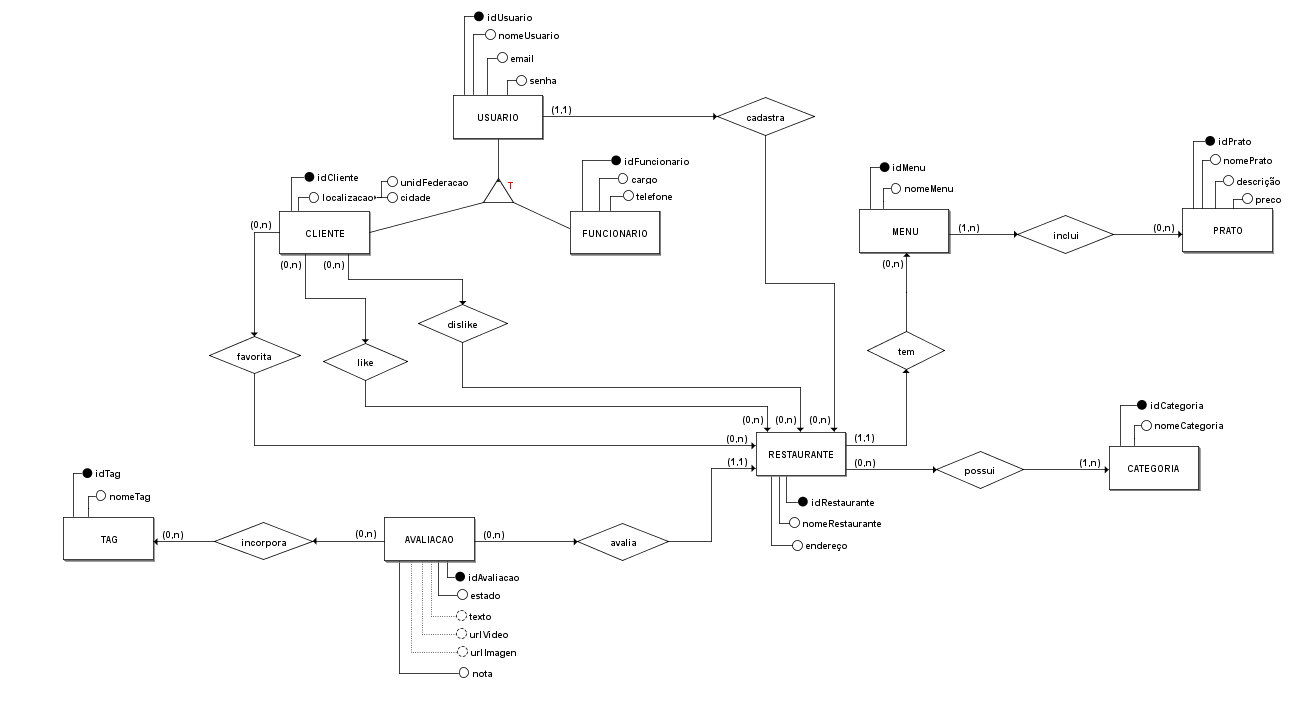 idUsuario
nomeUsuario
email
senha
USUARIO
(1,1)
cadastra
T
idCliente
unidFederacao
localizacao
cidade
CLIENTE
(0,n)
(0,n)
(0,n)
idFuncionario
cargo
telefone
FUNCIONARIO
idMenu
nomeMenu
MENU
(1,n)
(0,n)
inclui
(0,n)
idPrato
nomePrato
descrição
preco
PRATO
favorita
like
dislike
tem
(0,n)
(0,n)
(0,n)
(0,n)
(1,1)
RESTAURANTE
(1,1)
(0,n)
possui
(1,n)
idCategoria
nomeCategoria
CATEGORIA
idRestaurante
nomeRestaurante
endereço
idTag
nomeTag
TAG
(0,n)
incorpora
(0,n)
AVALIACAO
(0,n)
avalia
idAvaliacao
estado
texto
urlVideo
urlImagen
nota